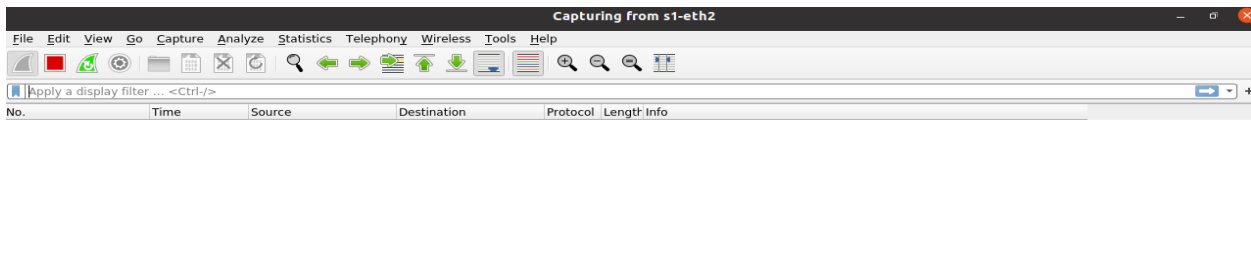 Capturing from s1-eth2
File Edit View Go Capture Analyze Statistics Telephony Wireless Tools Help
Apply a display filter ... <Ctrl-/>
No. Time Source Destination Protocol Length Info